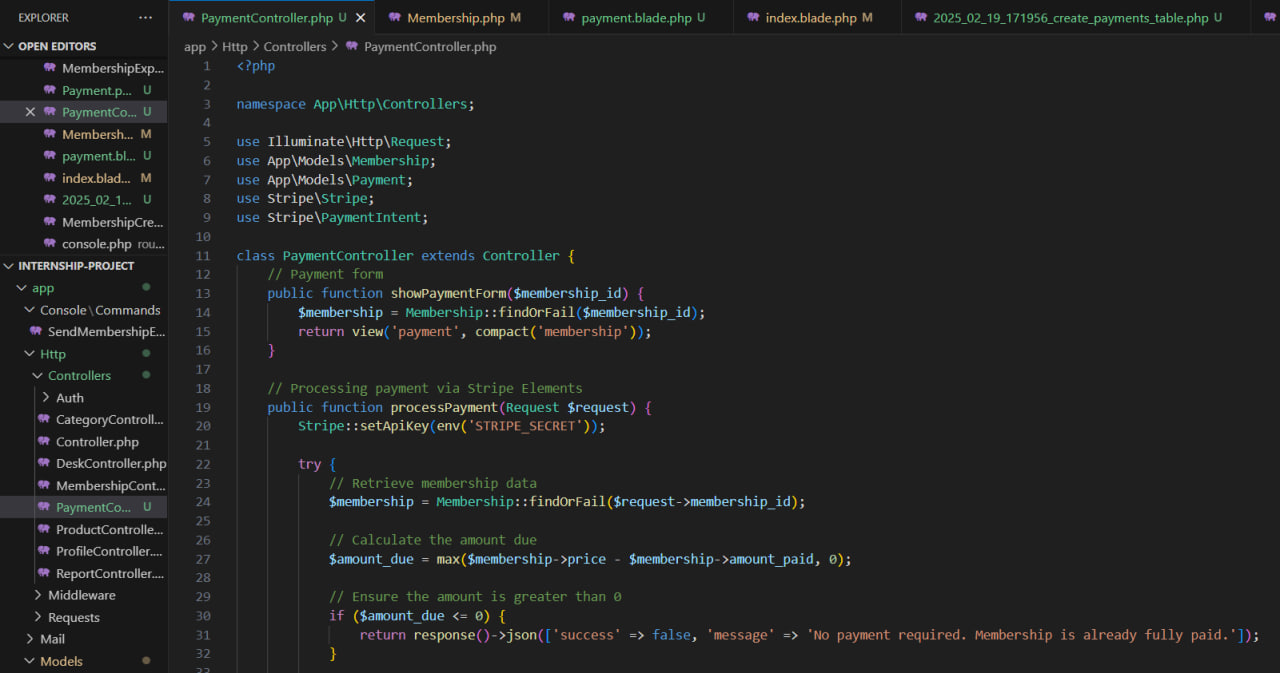 EXPLORER ···
PaymentController.php U
Membership.php M
payment.blade.php U
index.blade.php M
2025_02_19_171956_create_payments_table.php U
OPEN EDITORS
MembershipExp...
Payment.p... U
PaymentCo... U
Membersh... M
payment.bl... U
index.blad... M
2025_02_1... U
MembershipCre...
console.php rou...
INTERNSHIP-PROJECT
app
Console\Commands
SendMembershipE...
Http
Controllers
Auth
CategoryControll...
Controller.php
DeskController.php
MembershipCont...
PaymentCo... U
ProductControlle...
ProfileController....
ReportController....
Middleware
Requests
Mail
Models
app > Http > Controllers > PaymentController.php
1 <?php
2
3 namespace App\Http\Controllers;
4
5 use Illuminate\Http\Request;
6 use App\Models\Membership;
7 use App\Models\Payment;
8 use Stripe\Stripe;
9 use Stripe\PaymentIntent;
10
11 class PaymentController extends Controller {
12 // Payment form
13 public function showPaymentForm($membership_id) {
14 $membership = Membership::findOrFail($membership_id);
15 return view('payment', compact('membership'));
16 }
17
18 // Processing payment via Stripe Elements
19 public function processPayment(Request $request) {
20 Stripe::setApiKey(env('STRIPE_SECRET'));
21
22 try {
23 // Retrieve membership data
24 $membership = Membership::findOrFail($request->membership_id);
25
26 // Calculate the amount due
27 $amount_due = max($membership->price - $membership->amount_paid, 0);
28
29 // Ensure the amount is greater than 0
30 if ($amount_due <= 0) {
31 return response()->json(['success' => false, 'message' => 'No payment required. Membership is already fully paid.']);
32 }
33